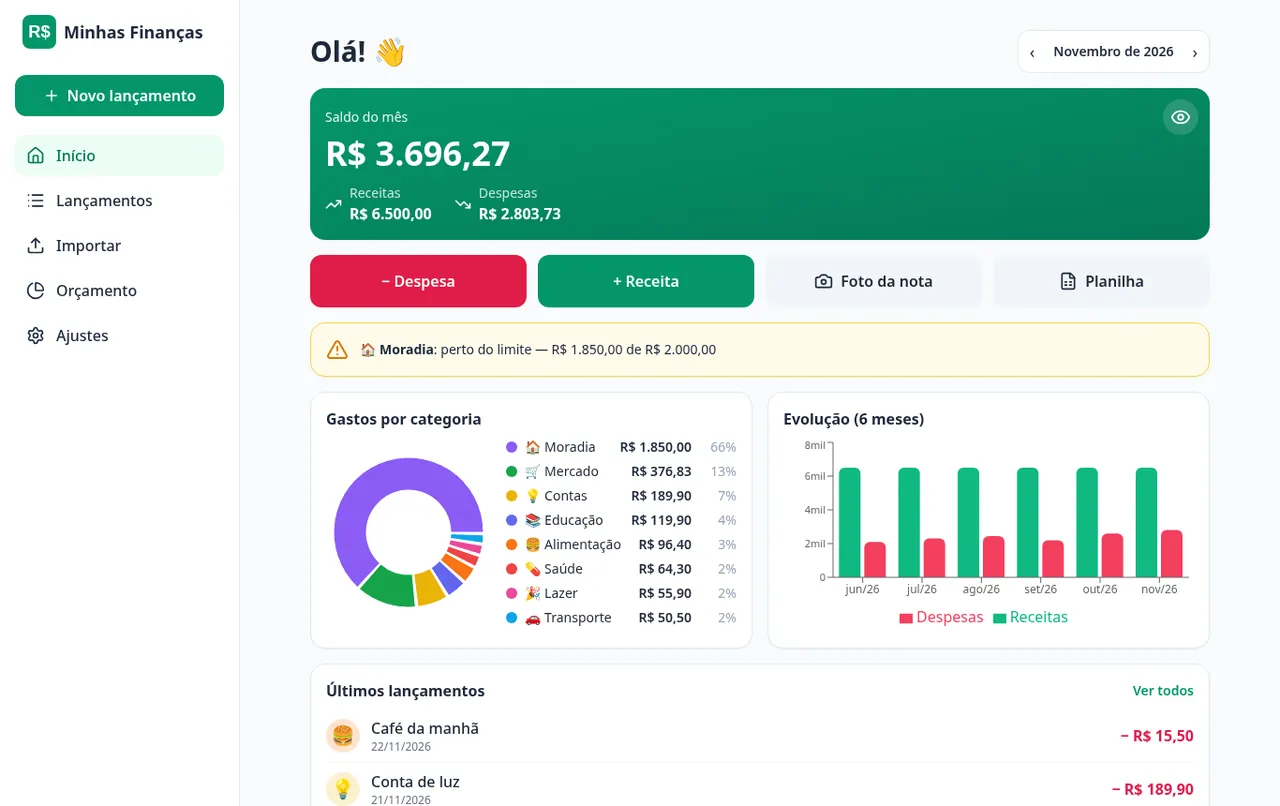 R$ Minhas Finanças
+ Novo lançamento
Início
Lançamentos
Importar
Orçamento
Ajustes
Olá! 👋
‹ Novembro de 2026 ›
Saldo do mês
R$ 3.696,27
Receitas
R$ 6.500,00
Despesas
R$ 2.803,73
− Despesa
+ Receita
Foto da nota
Planilha
🏠 Moradia: perto do limite — R$ 1.850,00 de R$ 2.000,00
Gastos por categoria
🏠 Moradia R$ 1.850,00 66%
🛒 Mercado R$ 376,83 13%
💡 Contas R$ 189,90 7%
📚 Educação R$ 119,90 4%
🍔 Alimentação R$ 96,40 3%
💊 Saúde R$ 64,30 2%
🎉 Lazer R$ 55,90 2%
🚗 Transporte R$ 50,50 2%
Evolução (6 meses)
8mil
6mil
4mil
2mil
0
jun/26 jul/26 ago/26 set/26 out/26 nov/26
Despesas Receitas
Últimos lançamentos
Ver todos
🍔 Café da manhã
22/11/2026
− R$ 15,50
💡 Conta de luz
21/11/2026
− R$ 189,90